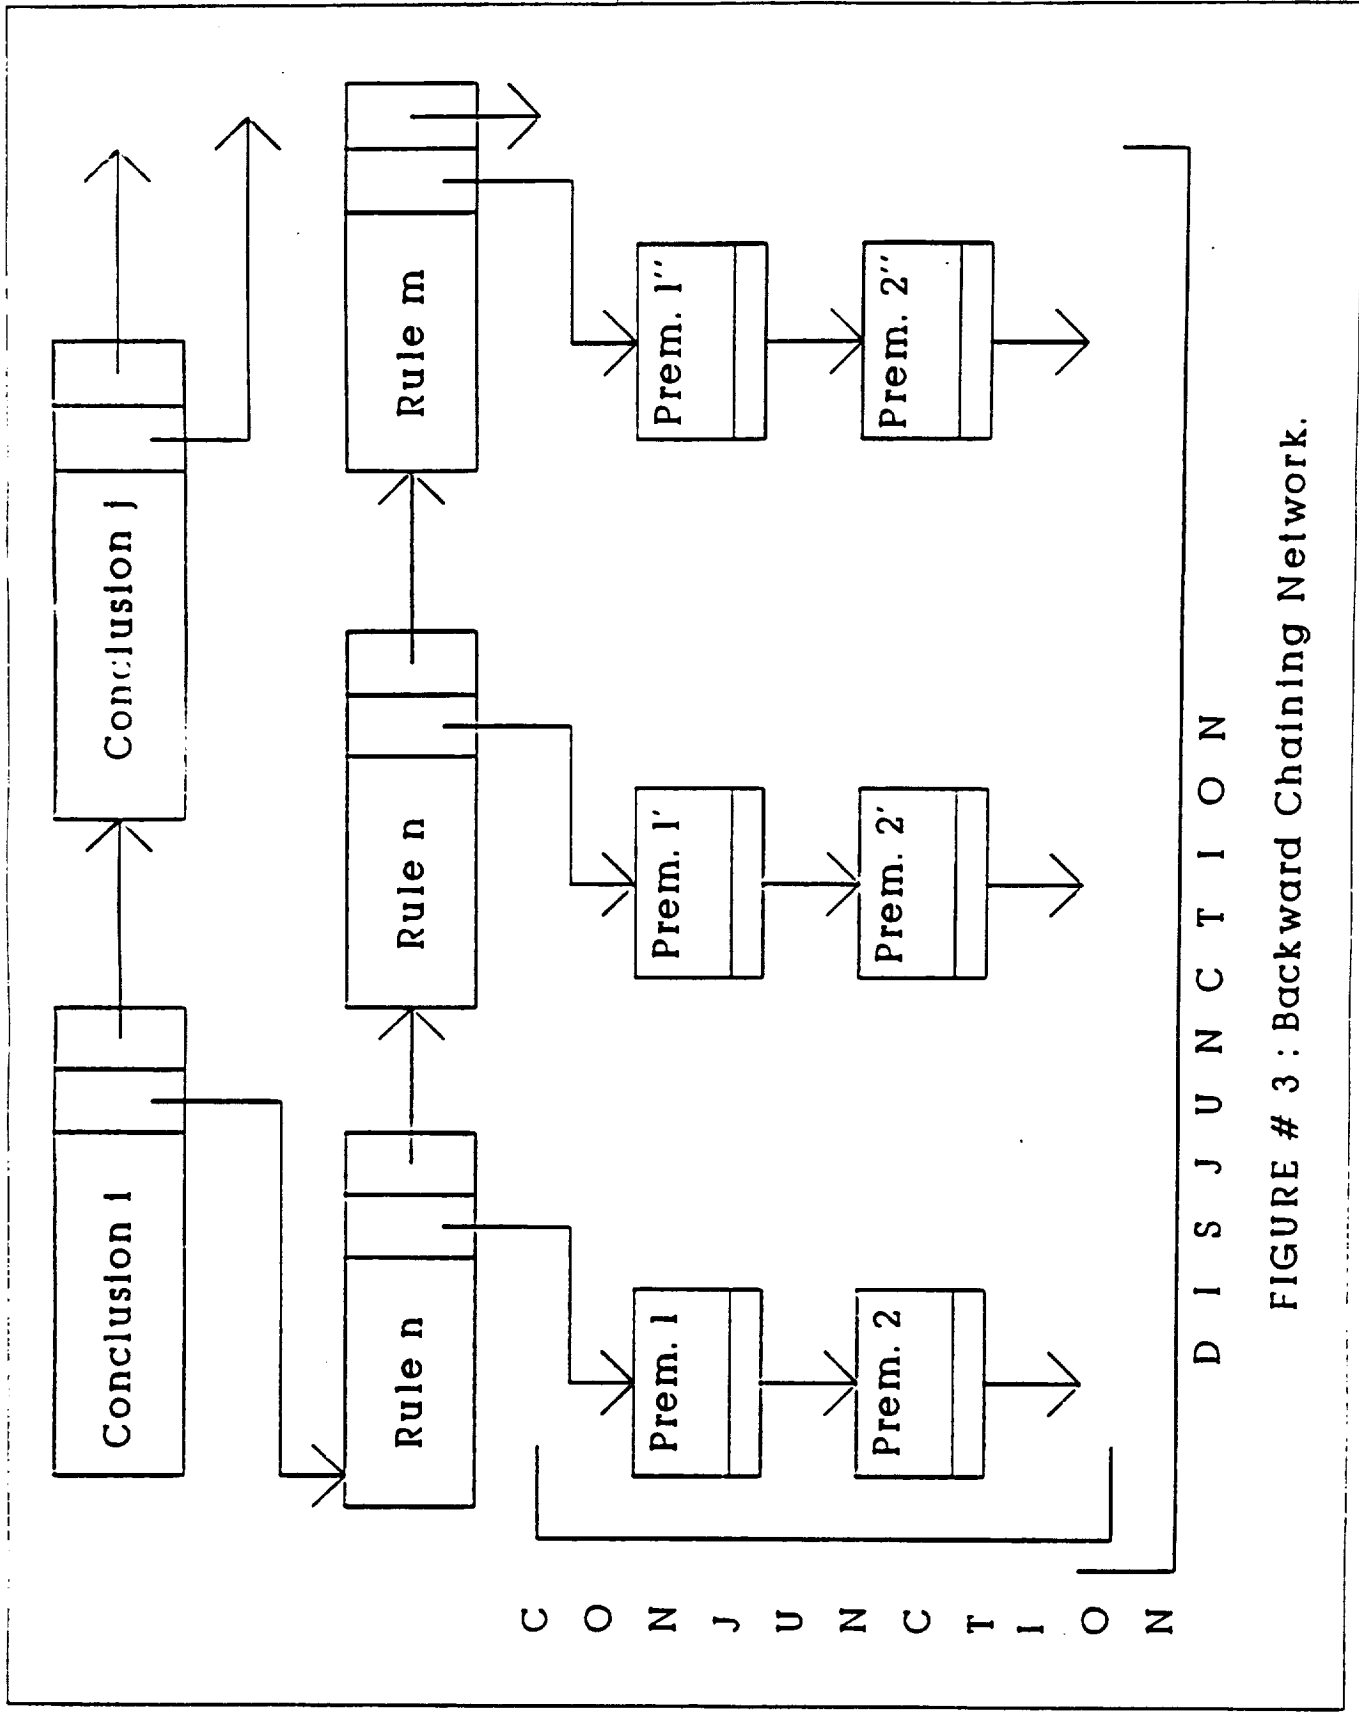 Conclusion i
Conclusion j
Rule n
Rule n
Rule m
Prem. 1
Prem. 1'
Prem. 1''
Prem. 2
Prem. 2'
Prem. 2''
CONJUNCTION
DISJUNCTION
FIGURE # 3 : Backward Chaining Network.